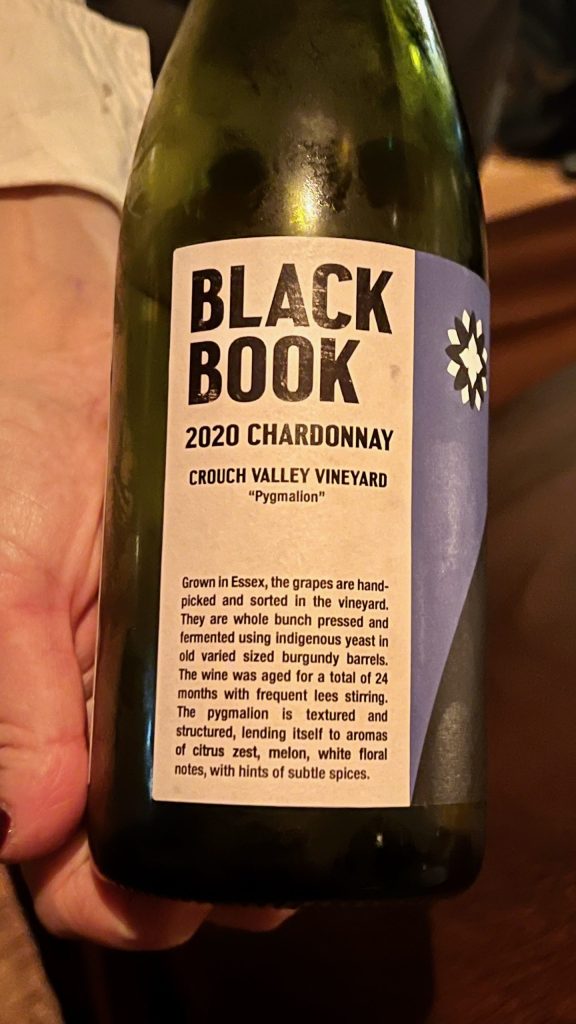 BLACK
BOOK
2020 CHARDONNAY
CROUCH VALLEY VINEYARD
"Pygmalion"
Grown in Essex, the grapes are hand-
picked and sorted in the vineyard.
They are whole bunch pressed and
fermented using indigenous yeast in
old varied sized burgundy barrels.
The wine was aged for a total of 24
months with frequent lees stirring.
The pygmalion is textured and
structured, lending itself to aromas
of citrus zest, melon, white floral
notes, with hints of subtle spices.